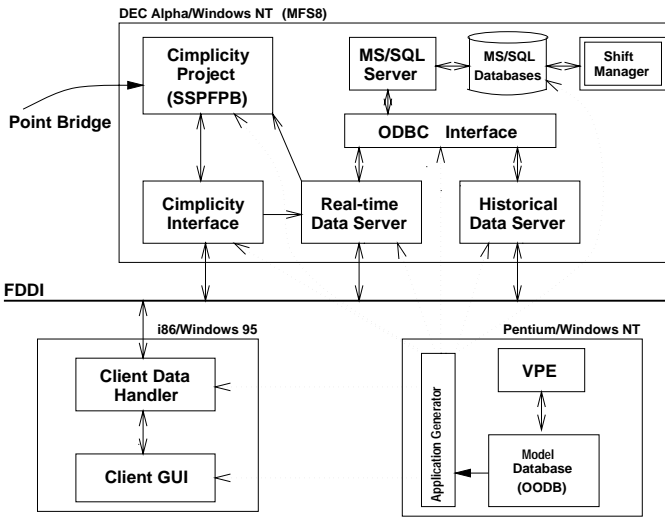 DEC Alpha/Windows NT (MFS8)
Cimplicity
Project
(SSPFPB)
MS/SQL
Server
MS/SQL
Databases
Shift
Manager
Point Bridge
ODBC Interface
Cimplicity
Interface
Real-time
Data Server
Historical
Data Server
FDDI
i86/Windows 95
Pentium/Windows NT
Client Data
Handler
Client GUI
Application Generator
VPE
Model
Database
(OODB)